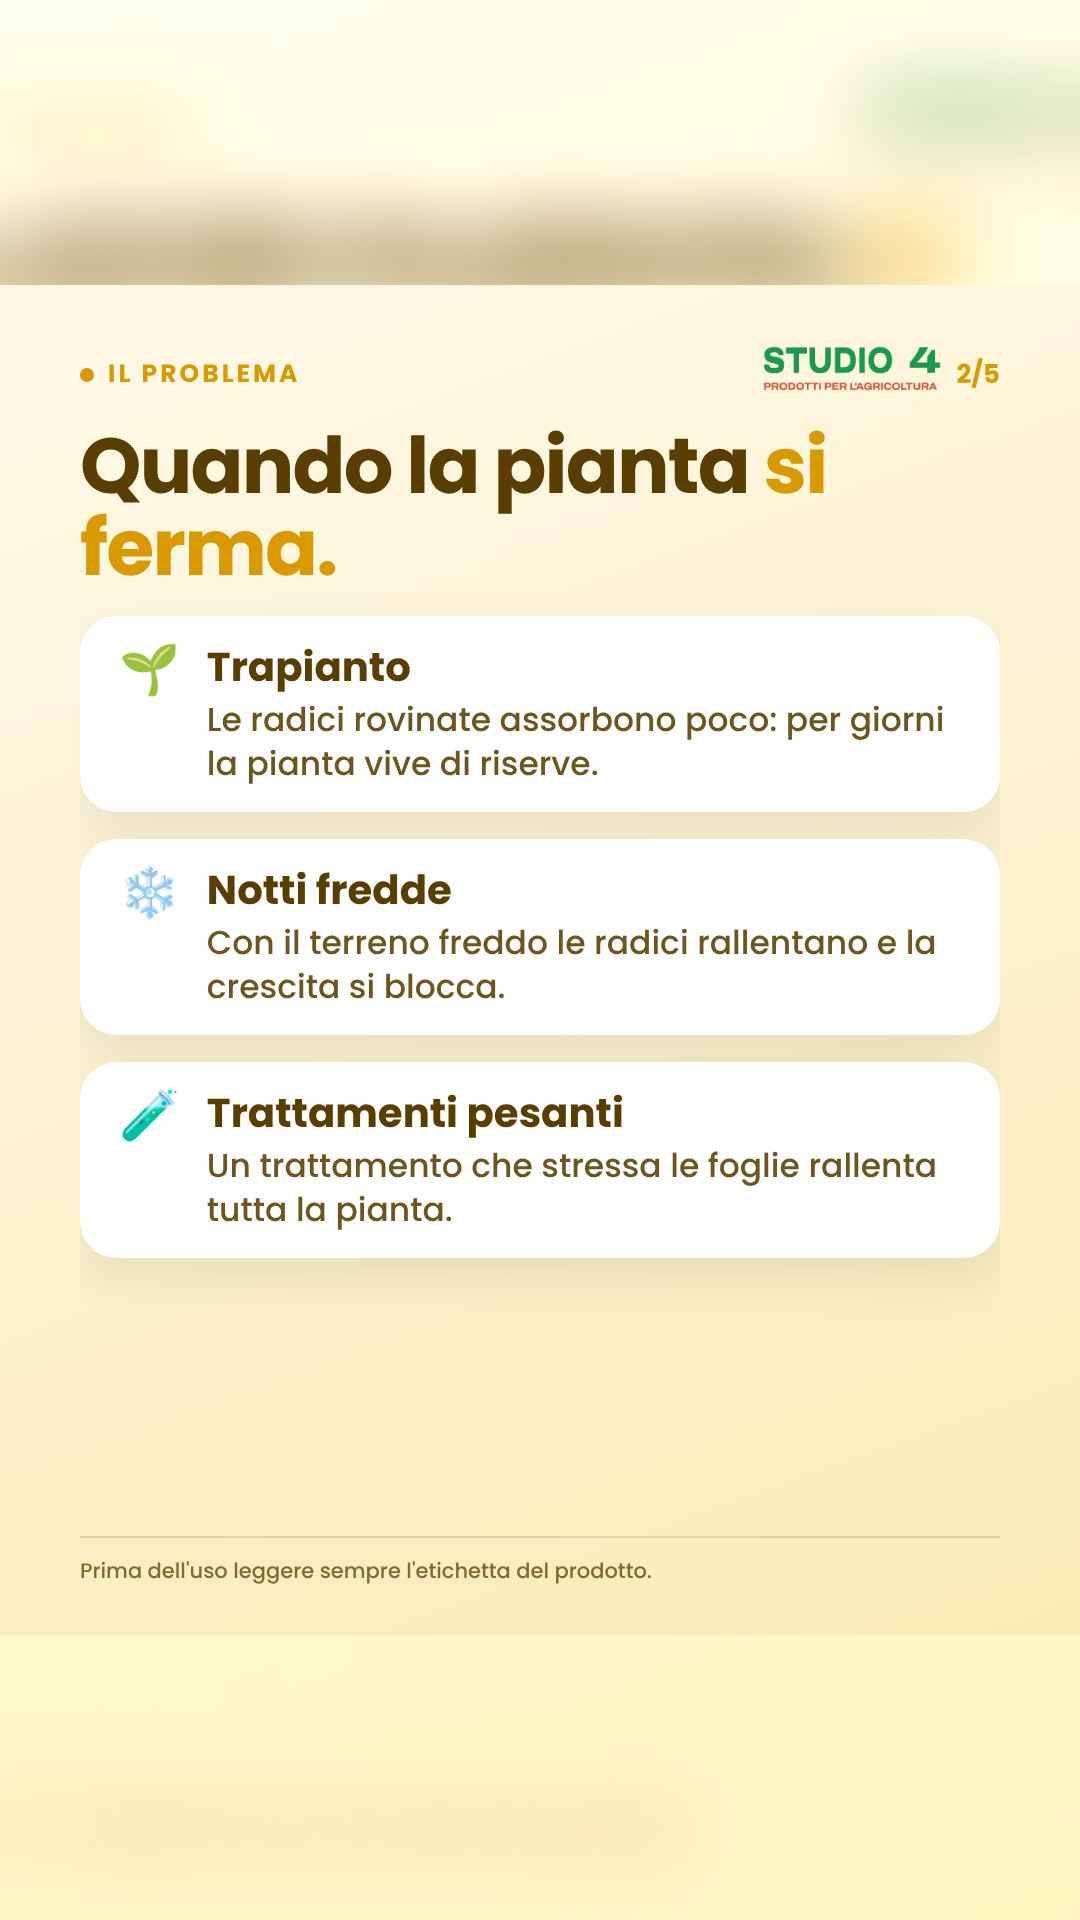 IL PROBLEMA
STUDIO 4
PRODOTTI PER L'AGRICOLTURA
2/5
Quando la pianta si
ferma.
Trapianto
Le radici rovinate assorbono poco: per giorni
la pianta vive di riserve.
Notti fredde
Con il terreno freddo le radici rallentano e la
crescita si blocca.
Trattamenti pesanti
Un trattamento che stressa le foglie rallenta
tutta la pianta.
Prima dell'uso leggere sempre l'etichetta del prodotto.